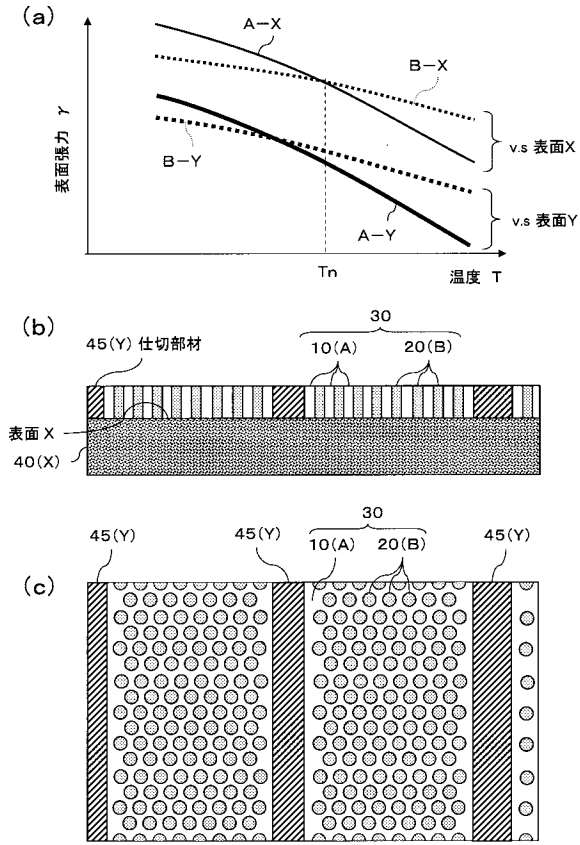 (a)
A-X
B-X
表面張力 γ
v.s 表面X
B-Y
v.s 表面Y
A-Y
Tn
温度 T
(b)
30
45(Y) 仕切部材
10(A)
20(B)
表面 X
40(X)
30
45(Y)
45(Y)
10(A)
20(B)
45(Y)
(c)